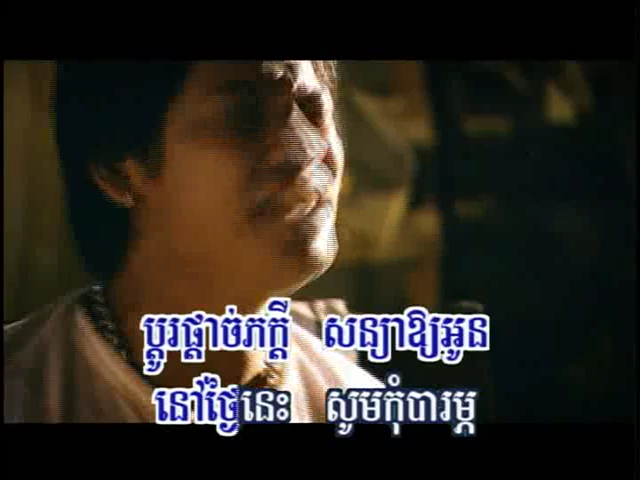 ប្ដូរផ្ដាច់ភក្ដី សន្យាឱ្យអូន
នៅថ្ងៃនេះ សូមកុំបារម្ភ